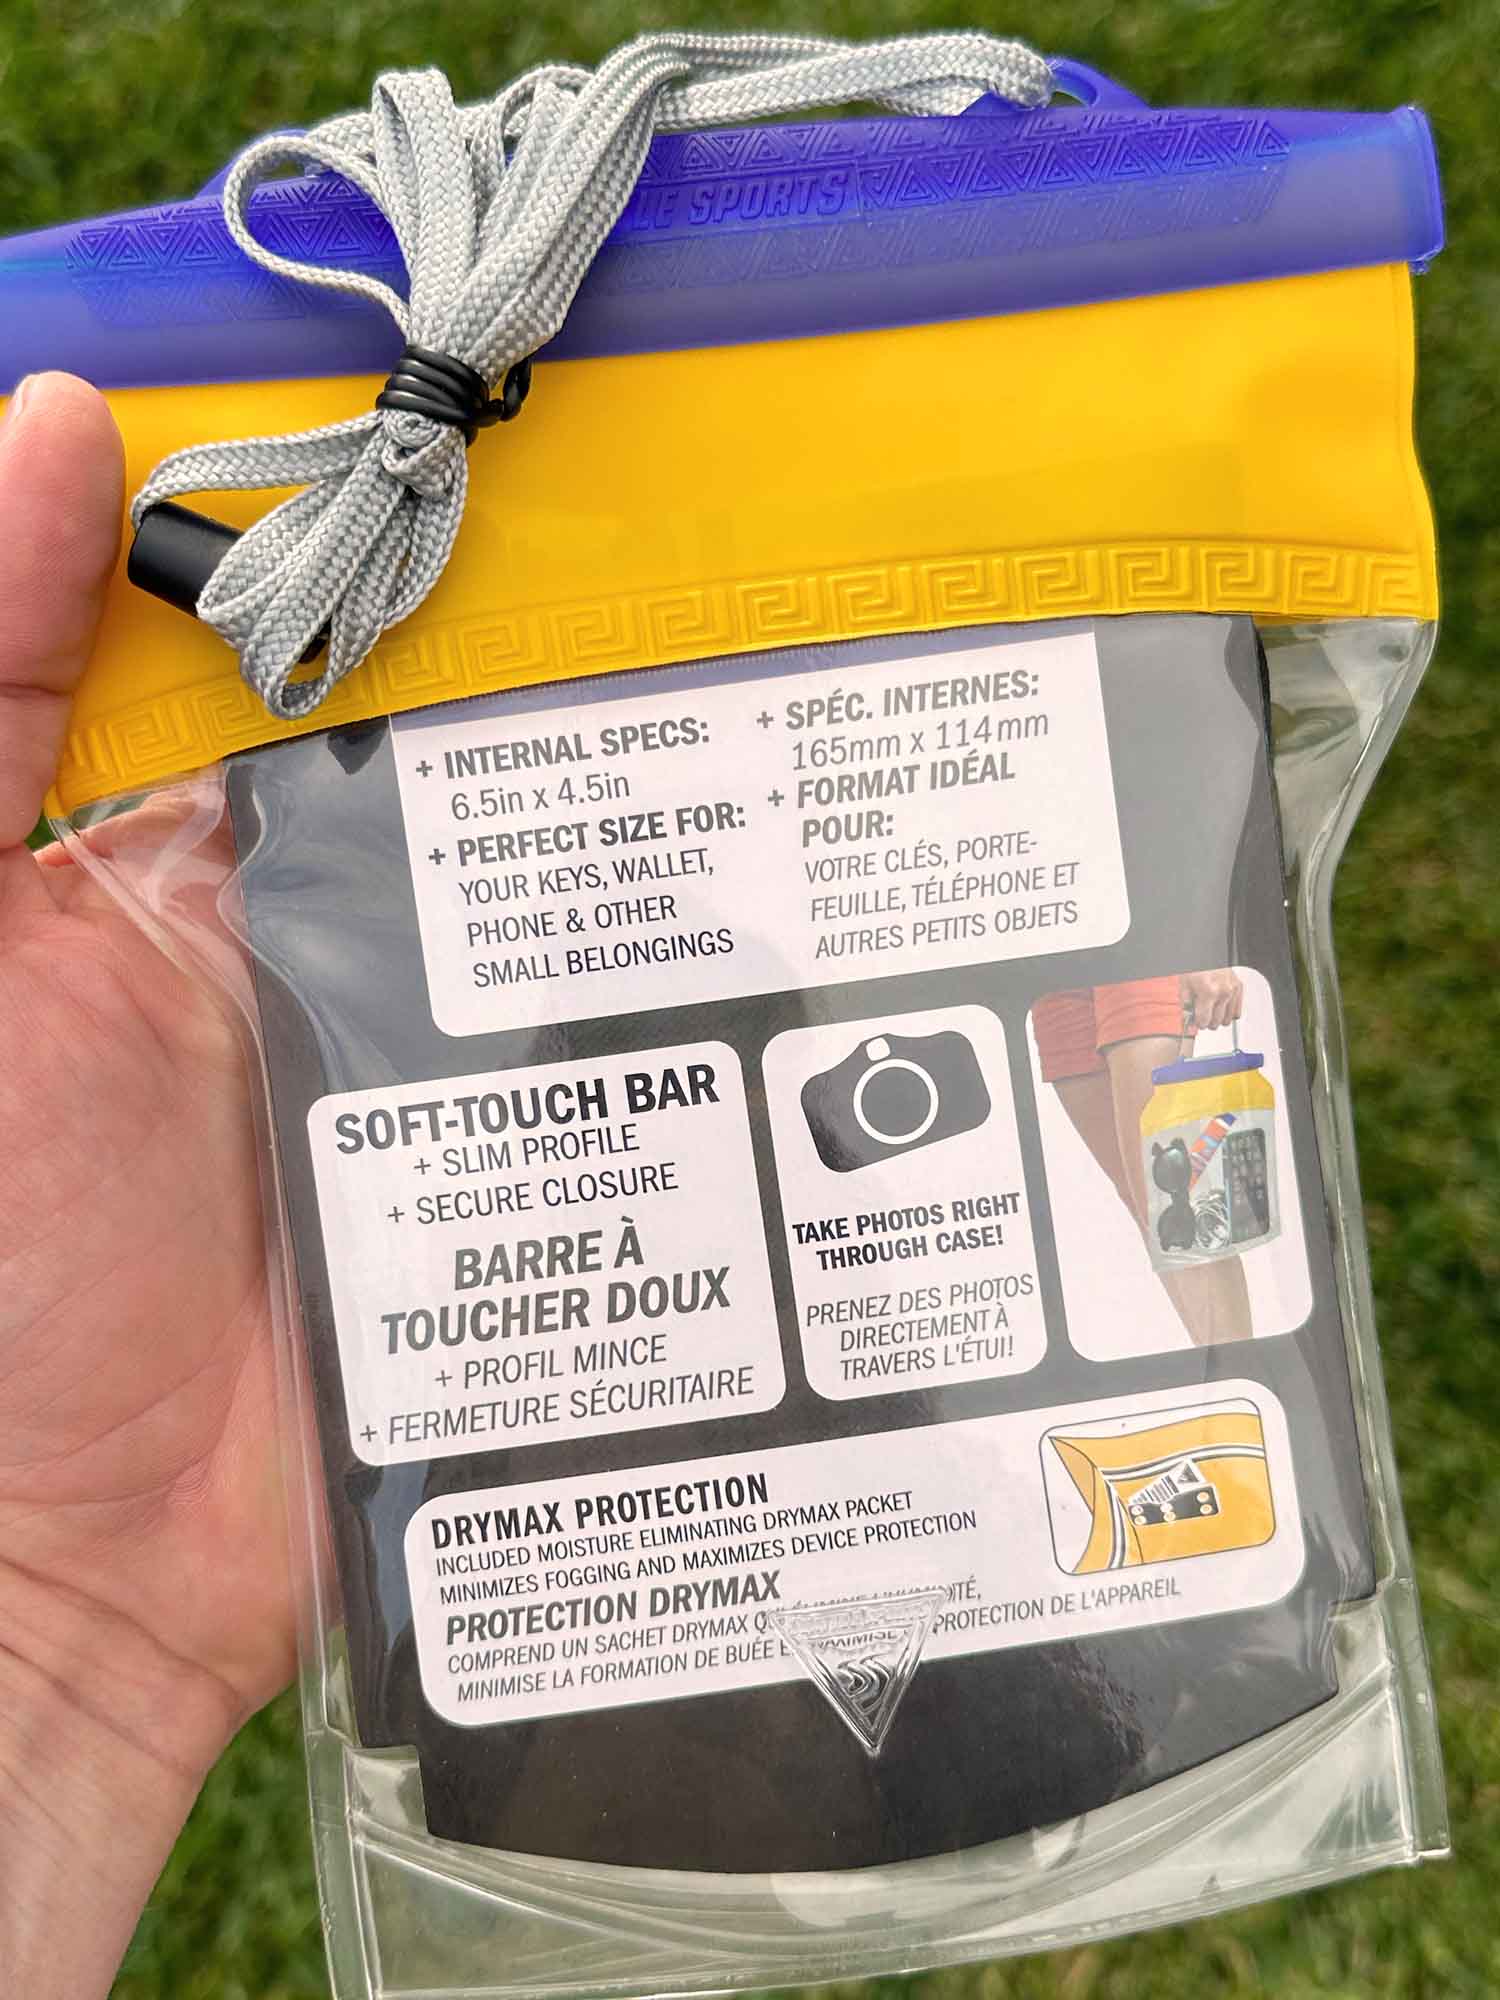 LE SPORTS
+ INTERNAL SPECS:
6.5in x 4.5in
+ PERFECT SIZE FOR:
YOUR KEYS, WALLET,
PHONE & OTHER
SMALL BELONGINGS
+ SPÉC. INTERNES:
165mm x 114mm
+ FORMAT IDÉAL
POUR:
VOTRE CLÉS, PORTE-
FEUILLE, TÉLÉPHONE ET
AUTRES PETITS OBJETS
SOFT-TOUCH BAR
+ SLIM PROFILE
+ SECURE CLOSURE
BARRE À
TOUCHER DOUX
+ PROFIL MINCE
+ FERMETURE SÉCURITAIRE
TAKE PHOTOS RIGHT
THROUGH CASE!
PRENEZ DES PHOTOS
DIRECTEMENT À
TRAVERS L'ÉTUI!
DRYMAX PROTECTION
INCLUDED MOISTURE ELIMINATING DRYMAX PACKET
MINIMIZES FOGGING AND MAXIMIZES DEVICE PROTECTION
PROTECTION DRYMAX
COMPREND UN SACHET DRYMAX
MINIMISE LA FORMATION DE BUÉE PROTECTION DE L'APPAREIL